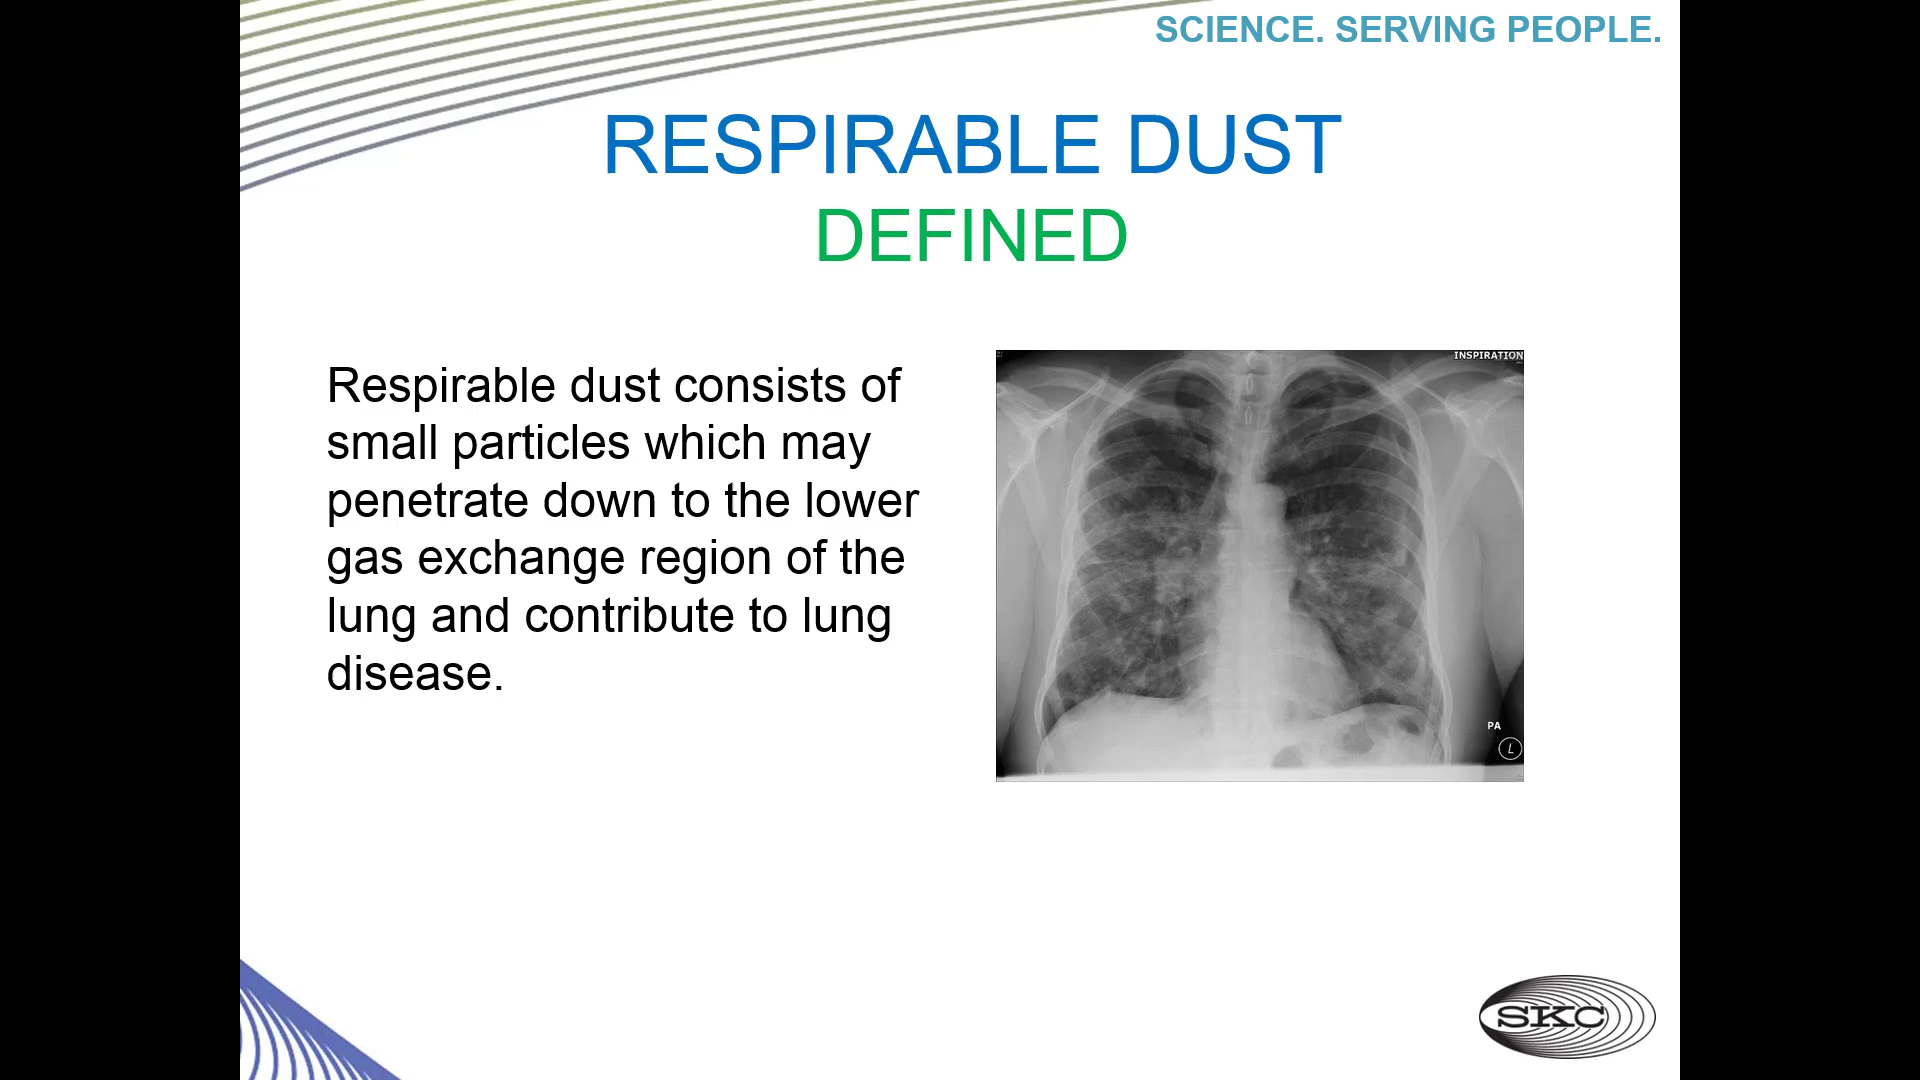 SCIENCE. SERVING PEOPLE.
RESPIRABLE DUST
DEFINED
Respirable dust consists of
small particles which may
penetrate down to the lower
gas exchange region of the
lung and contribute to lung
disease.
INSPIRATION
PA
L
SKC